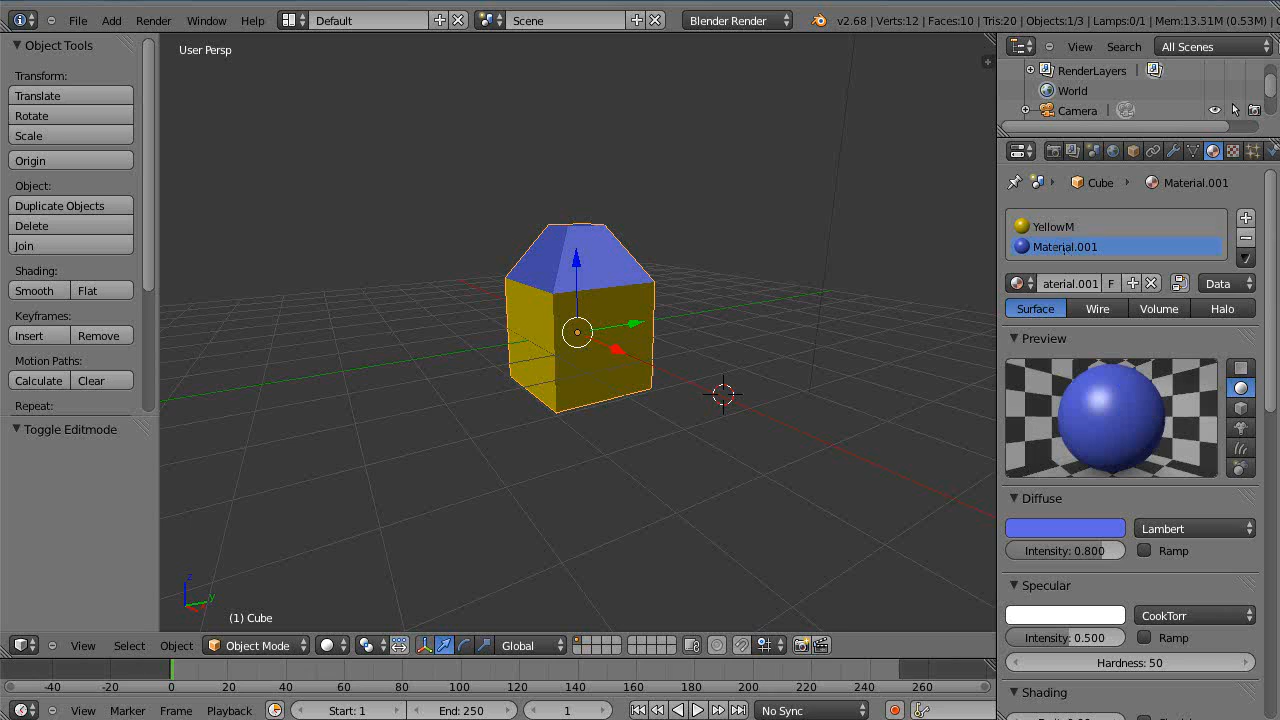 File Add Render Window Help Default Scene Blender Render v2.68 | Verts:12 | Faces:10 | Tris:20 | Objects:1/3 | Lamps:0/1 | Mem:13.51M (0.53M) |
Object Tools
Transform:
Translate
Rotate
Scale
Origin
Object:
Duplicate Objects
Delete
Join
Shading:
Smooth Flat
Keyframes:
Insert Remove
Motion Paths:
Calculate Clear
Repeat:
Toggle Editmode
User Persp
z
y
(1) Cube
View Search All Scenes
RenderLayers |
World
Camera |
Cube Material.001
YellowM
Material.001
aterial.001 F Data
Surface Wire Volume Halo
Preview
Diffuse
Lambert
Intensity: 0.800 Ramp
Specular
CookTorr
Intensity: 0.500 Ramp
Hardness: 50
Shading
View Select Object Object Mode Global
-40 -20 0 20 40 60 80 100 120 140 160 180 200 220 240 260
View Marker Frame Playback Start: 1 End: 250 1 No Sync